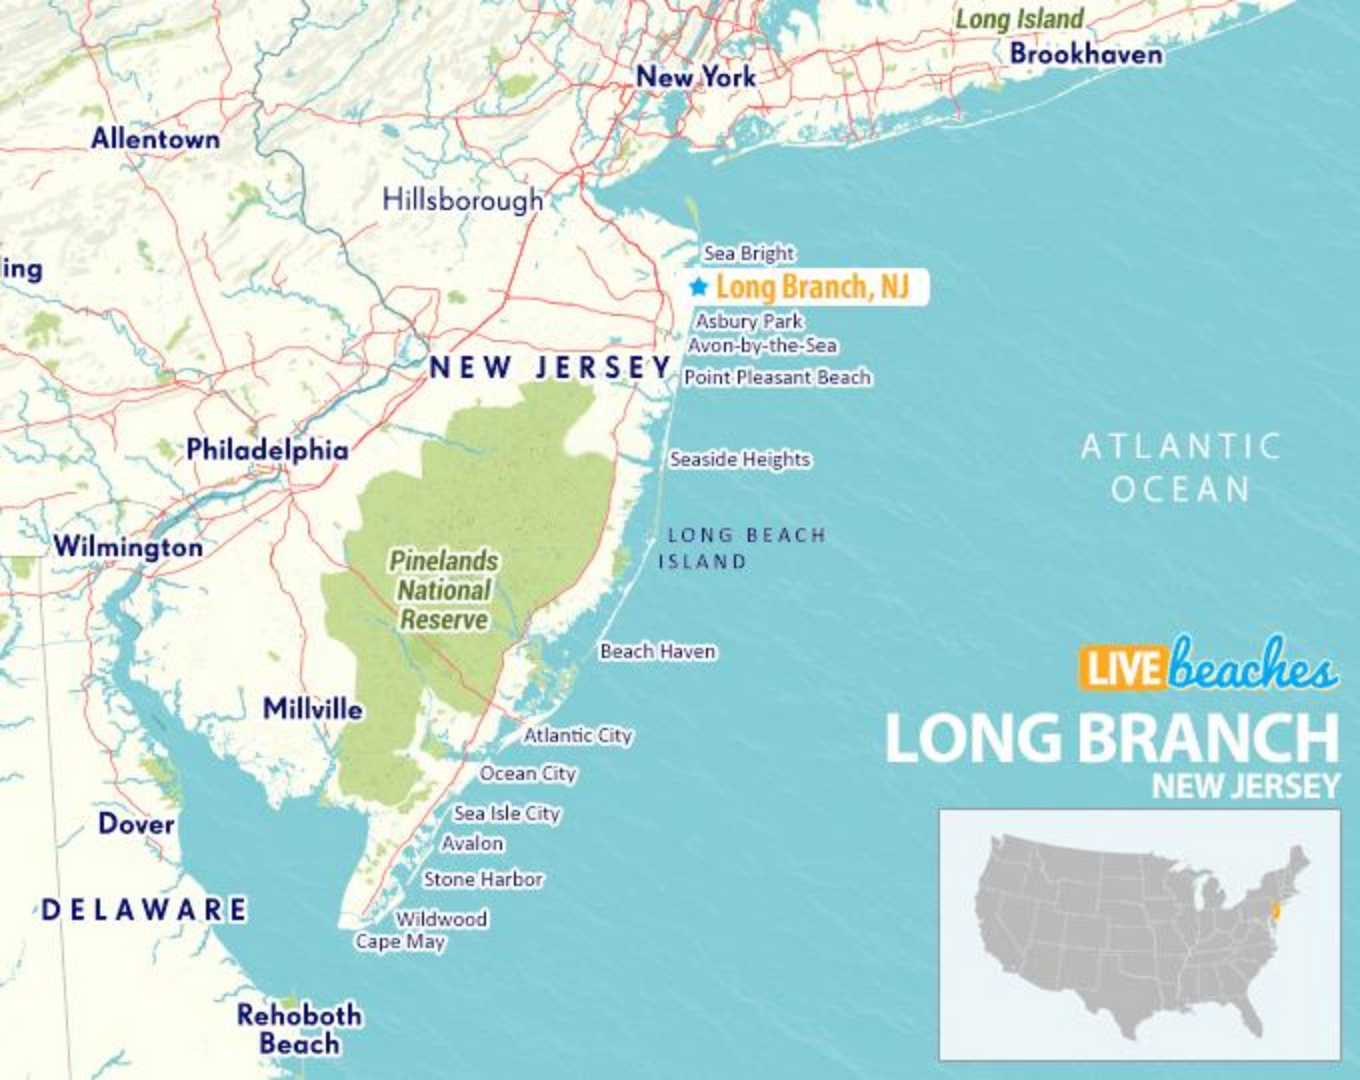 Long Island
Brookhaven
New York
Allentown
Hillsborough
ing
Sea Bright
Long Branch, NJ
Asbury Park
Avon-by-the-Sea
NEW JERSEY
Point Pleasant Beach
Philadelphia
Seaside Heights
ATLANTIC
OCEAN
LONG BEACH
ISLAND
Wilmington
Pinelands
National
Reserve
Beach Haven
LIVE beaches
LONG BRANCH
NEW JERSEY
Millville
Atlantic City
Ocean City
Sea Isle City
Dover
Avalon
Stone Harbor
DELAWARE
Wildwood
Cape May
Rehoboth
Beach